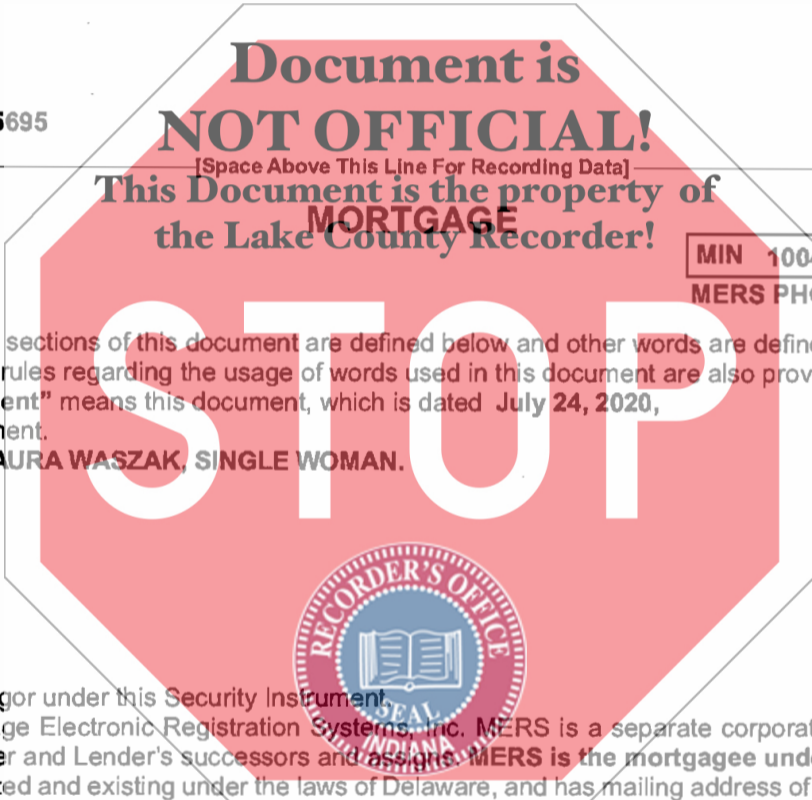 Document is
5695
NOT OFFICIAL!
[Space Above This Line For Recording Data]
This Document is the property of
MORTGAGE
the Lake County Recorder!
MIN 100
MERS PH
STOP
sections of this document are defined below and other words are define
rules regarding the usage of words used in this document are also prov
ent" means this document, which is dated July 24, 2020,
ent.
AURA WASZAK, SINGLE WOMAN.
RECORDER'S OFFICE
SEAL
INDIANA
gor under this Security Instrument.
ge Electronic Registration Systems, Inc. MERS is a separate corporat
er and Lender's successors and assigns. MERS is the mortgagee und
ed and existing under the laws of Delaware, and has mailing address of